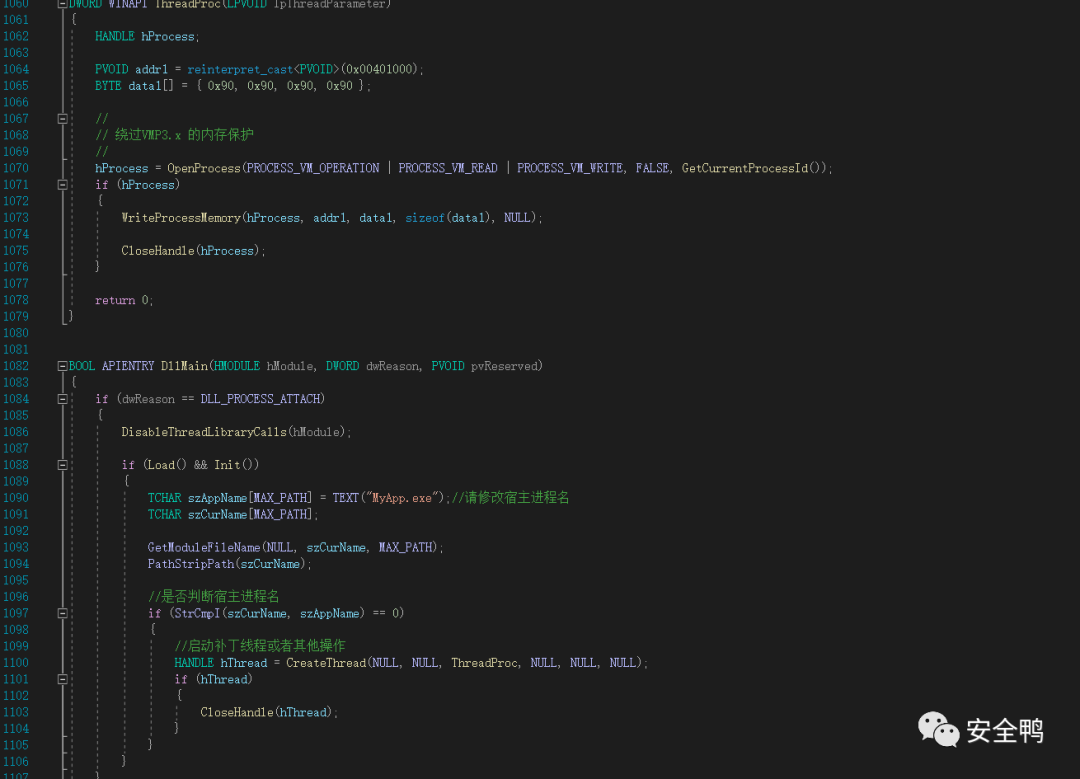 1060 DWORD WINAPI ThreadProc(LPVOID lpThreadParameter)
1061 {
1062 HANDLE hProcess;
1063
1064 PVOID addr1 = reinterpret_cast<PVOID>(0x00401000);
1065 BYTE data1[] = { 0x90, 0x90, 0x90, 0x90 };
1066
1067 //
1068 // 绕过VMP3.x 的内存保护
1069 //
1070 hProcess = OpenProcess(PROCESS_VM_OPERATION | PROCESS_VM_READ | PROCESS_VM_WRITE, FALSE, GetCurrentProcessId());
1071 if (hProcess)
1072 {
1073 WriteProcessMemory(hProcess, addr1, data1, sizeof(data1), NULL);
1074
1075 CloseHandle(hProcess);
1076 }
1077
1078 return 0;
1079 }
1080
1081
1082 BOOL APIENTRY DllMain(HMODULE hModule, DWORD dwReason, PVOID pvReserved)
1083 {
1084 if (dwReason == DLL_PROCESS_ATTACH)
1085 {
1086 DisableThreadLibraryCalls(hModule);
1087
1088 if (Load() && Init())
1089 {
1090 TCHAR szAppName[MAX_PATH] = TEXT("MyApp.exe");//请修改宿主进程名
1091 TCHAR szCurName[MAX_PATH];
1092
1093 GetModuleFileName(NULL, szCurName, MAX_PATH);
1094 PathStripPath(szCurName);
1095
1096 //是否判断宿主进程名
1097 if (StrCmpI(szCurName, szAppName) == 0)
1098 {
1099 //启动补丁线程或者其他操作
1100 HANDLE hThread = CreateThread(NULL, NULL, ThreadProc, NULL, NULL, NULL);
1101 if (hThread)
1102 {
1103 CloseHandle(hThread);
1104 }
1105 }
1106 }
1107 }
安全鸭